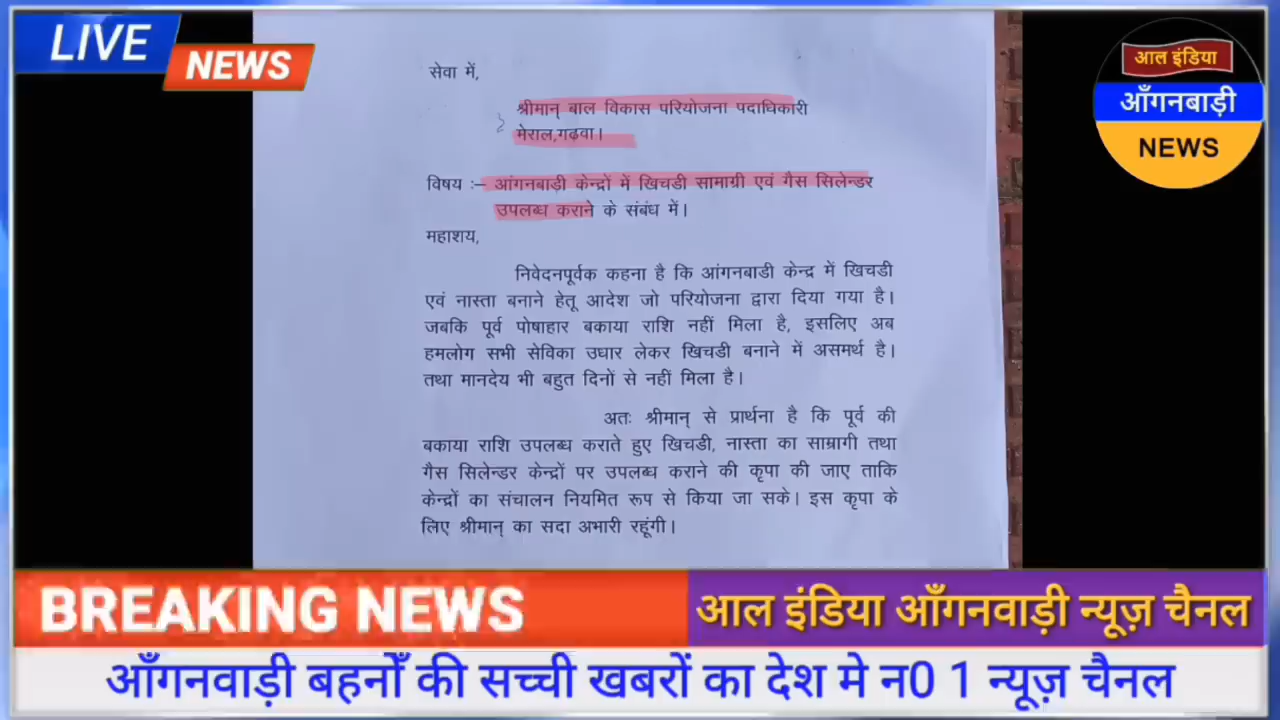 LIVE
NEWS
आल इंडिया
आँगनबाड़ी
NEWS
सेवा में,
श्रीमान् बाल विकास परियोजना पदाधिकारी
मेराल,गढ़वा।
विषय :– आंगनबाड़ी केन्द्रों में खिचडी सामाग्री एवं गैस सिलेन्डर
उपलब्ध कराने के संबंध में।
महाशय,
निवेदनपूर्वक कहना है कि आंगनबाडी केन्द्र में खिचडी
एवं नास्ता बनाने हेतू आदेश जो परियोजना द्वारा दिया गया है।
जबकि पूर्व पोषाहार बकाया राशि नहीं मिला है, इसलिए अब
हमलोग सभी सेविका उधार लेकर खिचडी बनाने में असमर्थ है।
तथा मानदेय भी बहुत दिनों से नहीं मिला है।
अतः श्रीमान् से प्रार्थना है कि पूर्व की
बकाया राशि उपलब्ध कराते हुए खिचडी, नास्ता का साम्रागी तथा
गैस सिलेन्डर केन्द्रों पर उपलब्ध कराने की कृपा की जाए ताकि
केन्द्रों का संचालन नियमित रूप से किया जा सके। इस कृपा के
लिए श्रीमान् का सदा अभारी रहूंगी।
BREAKING NEWS
आल इंडिया आँगनवाड़ी न्यूज़ चैनल
आँगनवाड़ी बहनोँ की सच्ची खबरों का देश मे न0 1 न्यूज़ चैनल